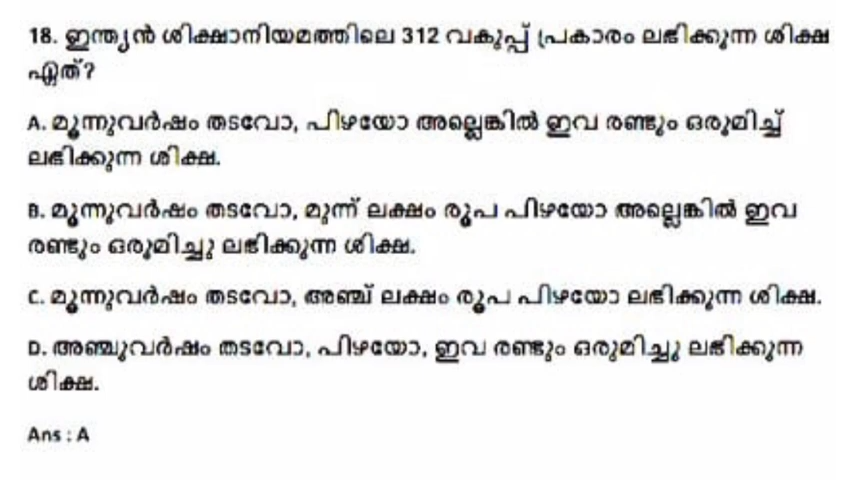 18. ഇന്ത്യൻ ശിക്ഷാനിയമത്തിലെ 312 വകുപ്പ് പ്രകാരം ലഭിക്കുന്ന ശിക്ഷ
ഏത്?
A. മൂന്നുവർഷം തടവോ, പിഴയോ അല്ലെങ്കിൽ ഇവ രണ്ടും ഒരുമിച്ച്
ലഭിക്കുന്ന ശിക്ഷ.
B. മൂന്നുവർഷം തടവോ, മുന്ന് ലക്ഷം രൂപ പിഴയോ അല്ലെങ്കിൽ ഇവ
രണ്ടും ഒരുമിച്ചു ലഭിക്കുന്ന ശിക്ഷ.
C. മൂന്നുവർഷം തടവോ, അഞ്ച് ലക്ഷം രൂപ പിഴയോ ലഭിക്കുന്ന ശിക്ഷ.
D. അഞ്ചുവർഷം തടവോ, പിഴയോ, ഇവ രണ്ടും ഒരുമിച്ചു ലഭിക്കുന്ന
ശിക്ഷ.
Ans : A